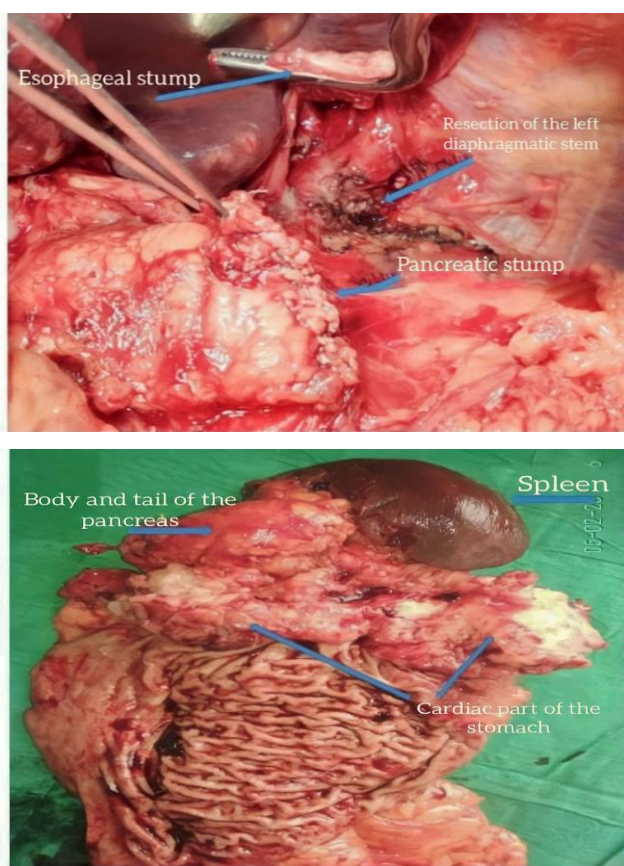 Esophageal stump
Resection of the left
diaphragmatic stem
Pancreatic stump
Body and tail of the
pancreas
Spleen
Cardiac part of the
stomach